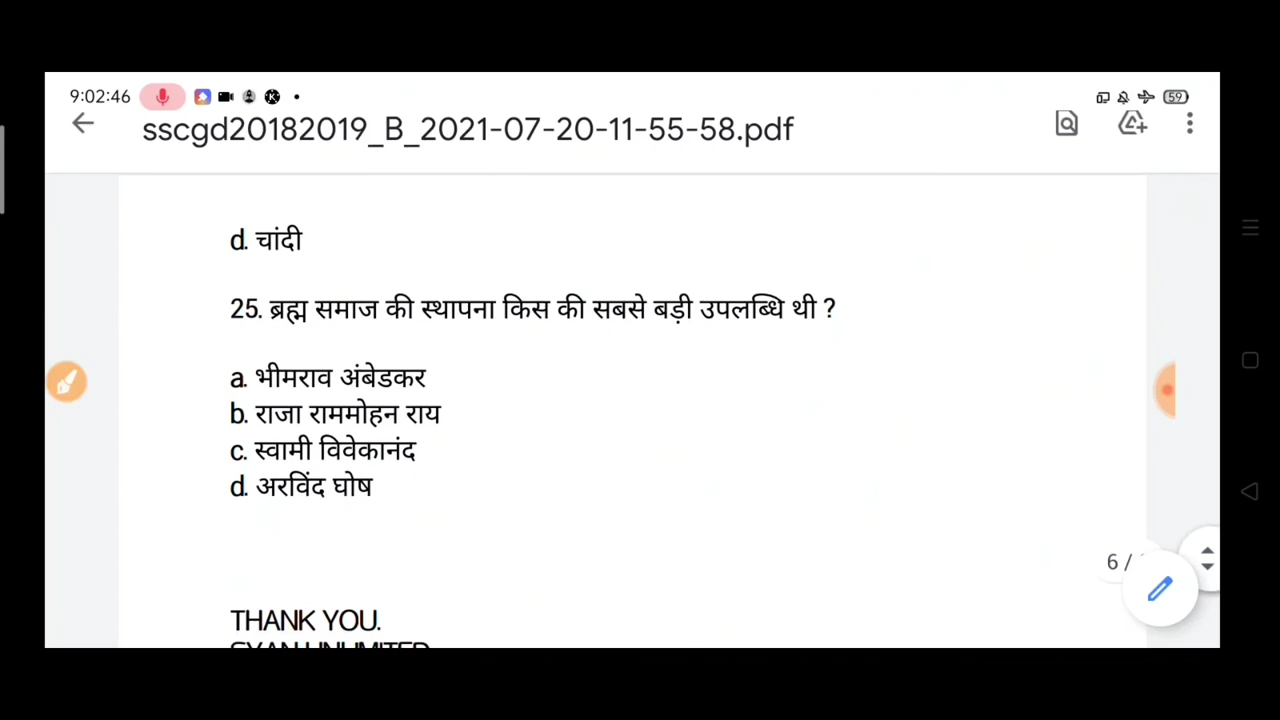 9:02:46
59
sscgd20182019_B_2021-07-20-11-55-58.pdf
d. चांदी
25. ब्रह्म समाज की स्थापना किस की सबसे बड़ी उपलब्धि थी ?
a. भीमराव अंबेडकर
b. राजा राममोहन राय
c. स्वामी विवेकानंद
d. अरविंद घोष
6 /
THANK YOU.